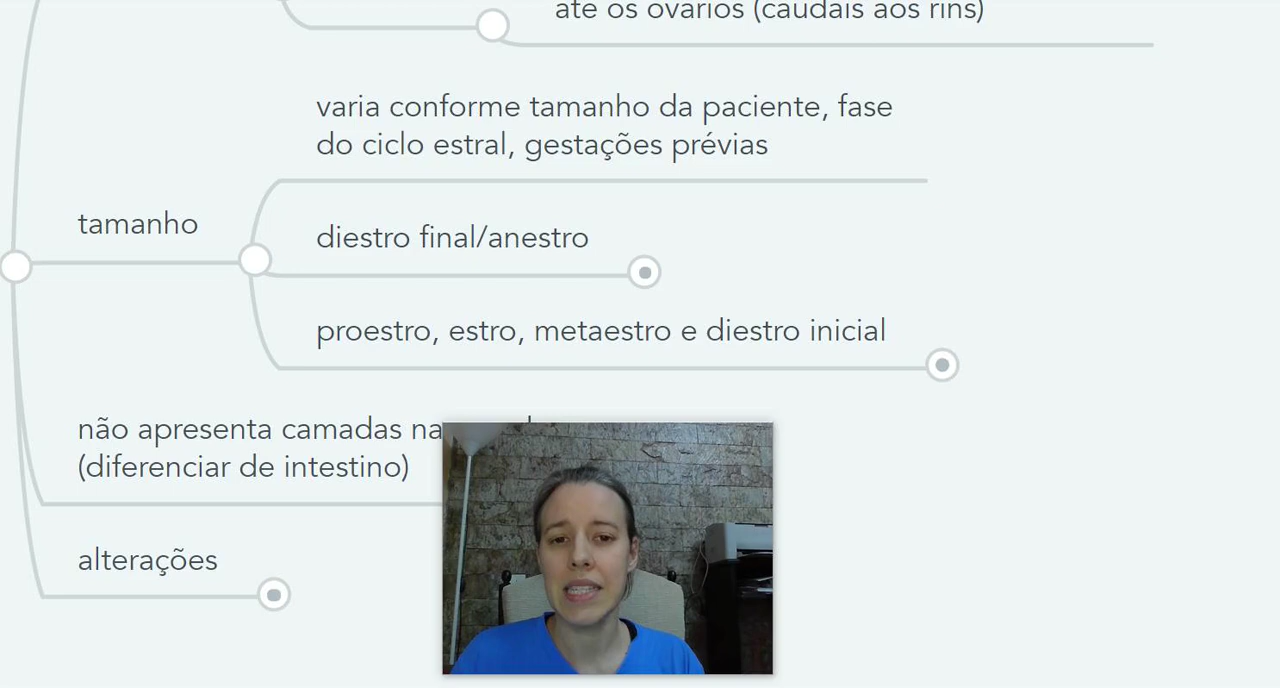 até os ovários (caudais aos rins)
varia conforme tamanho da paciente, fase
do ciclo estral, gestações prévias
tamanho
diestro final/anestro
proestro, estro, metaestro e diestro inicial
não apresenta camadas na
(diferenciar de intestino)
alterações